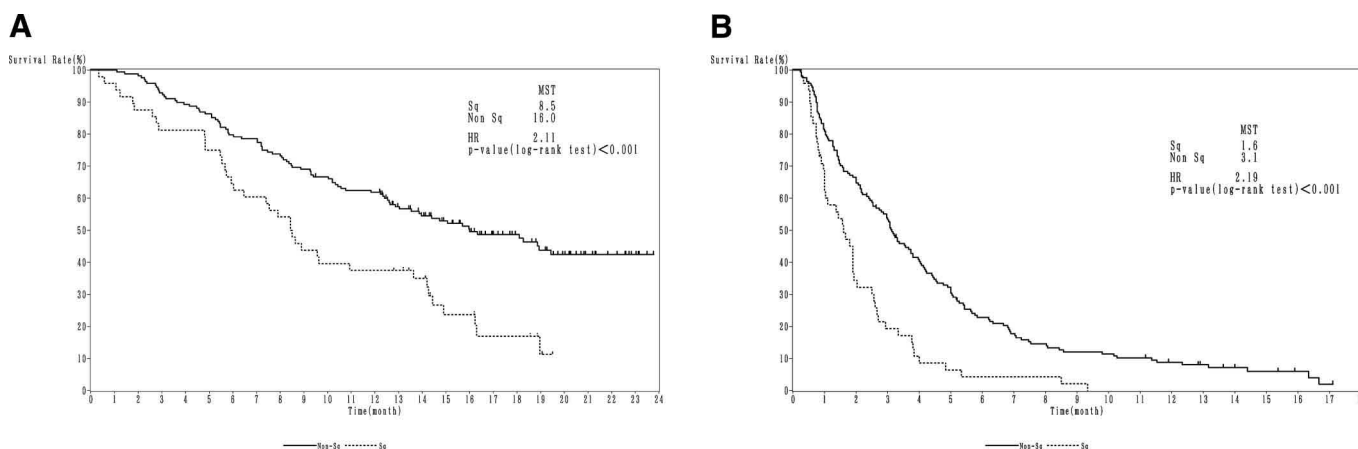 A
Survival Rate(%)
100
90
80
70
60
50
40
30
20
10
0
MST
Sq 8.5
Non Sq 16.0
HR 2.11
p-value(log-rank test)<0.001
0 1 2 3 4 5 6 7 8 9 10 11 12 13 14 15 16 17 18 19 20 21 22 23 24
Time(month)
Non-Sq Sq
B
Survival Rate(%)
100
90
80
70
60
50
40
30
20
10
0
MST
Sq 1.6
Non Sq 3.1
HR 2.19
p-value(log-rank test)<0.001
0 1 2 3 4 5 6 7 8 9 10 11 12 13 14 15 16 17 18
Time(month)
Non-Sq Sq